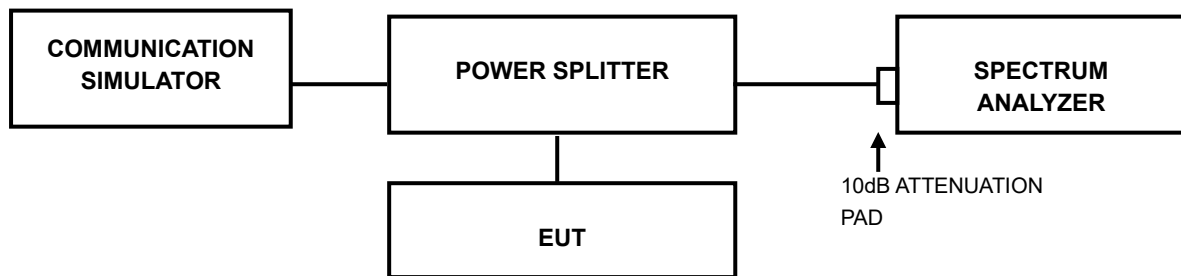 COMMUNICATION
SIMULATOR
POWER SPLITTER
SPECTRUM
ANALYZER
10dB ATTENUATION
PAD
EUT